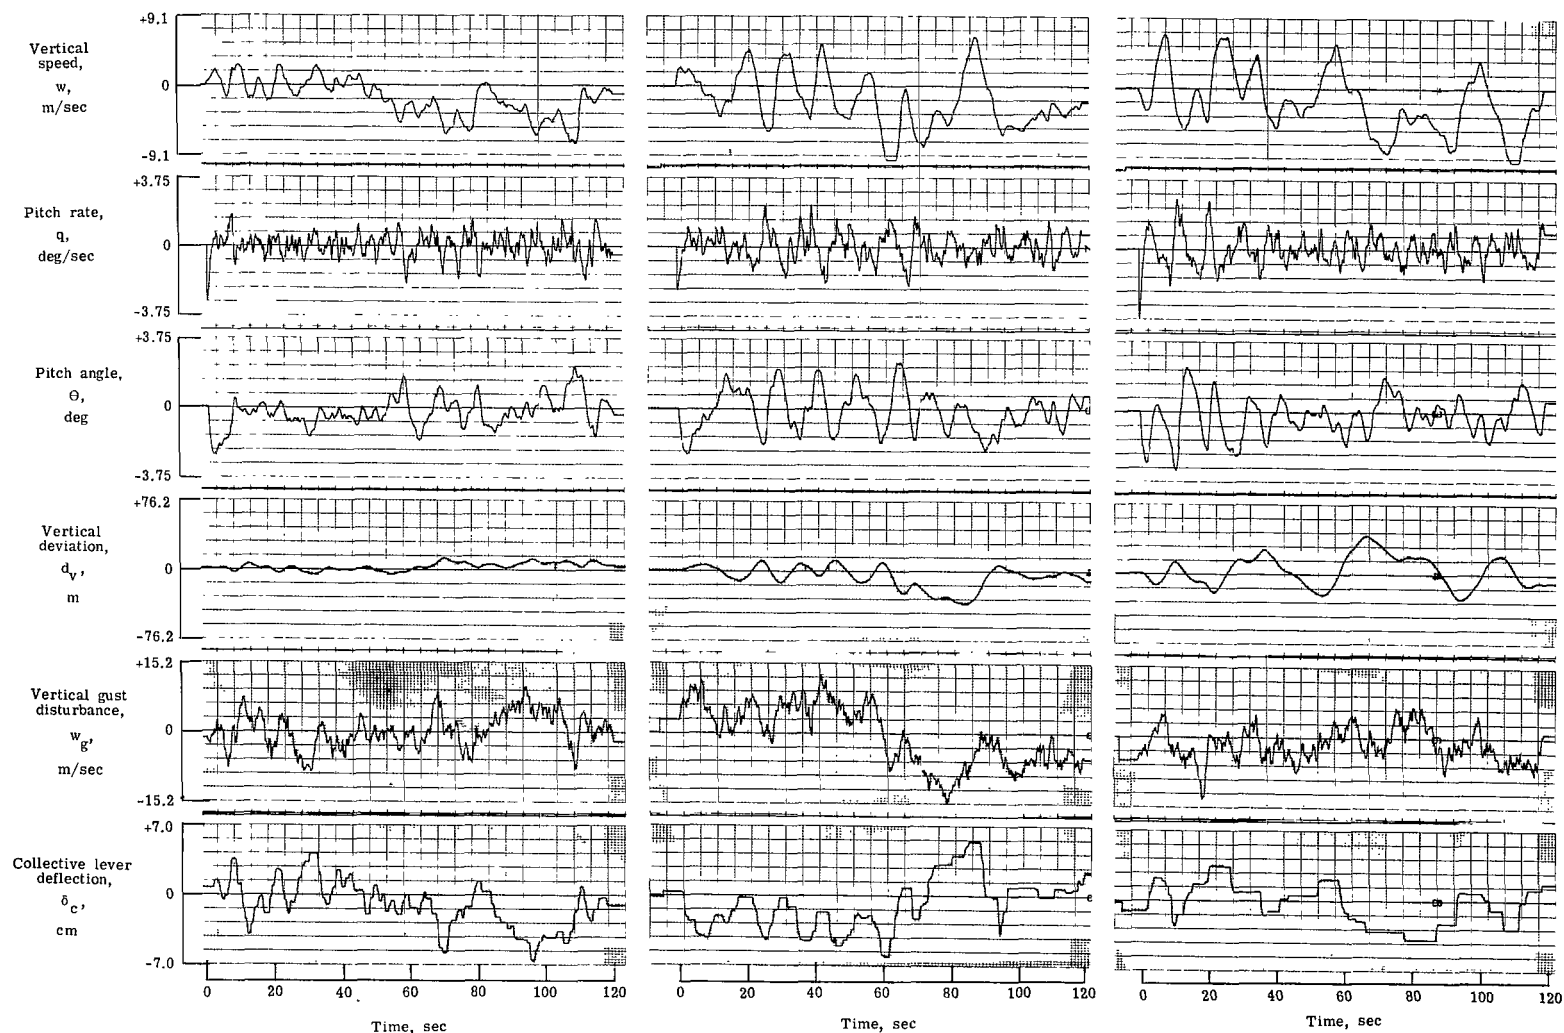 +9.1
Vertical
speed,
w,
m/sec
0
-9.1
+3.75
Pitch rate,
q,
deg/sec
0
-3.75
+3.75
Pitch angle,
Θ,
deg
0
-3.75
+76.2
Vertical
deviation,
d_v,
m
0
-76.2
+15.2
Vertical gust
disturbance,
w_g,
m/sec
0
-15.2
+7.0
Collective lever
deflection,
δ_c,
cm
0
-7.0
0 20 40 60 80 100 120
Time, sec
0 20 40 60 80 100 120
Time, sec
0 20 40 60 80 100 120
Time, sec